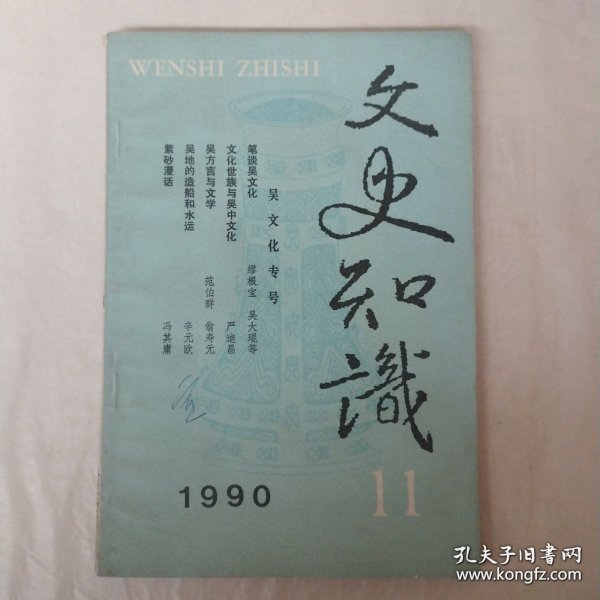 WENSHI ZHISHI
文史知識
吴文化专号
笔谈吴文化 缪根宝 吴大琨等
文化世族与吴中文化 严迪昌
吴方言与文学 范伯群 翁寿元
吴地的造船和水运 辛元欧
紫砂漫话 冯其庸
1990
11
孔夫子旧书网
www.kongfz.com